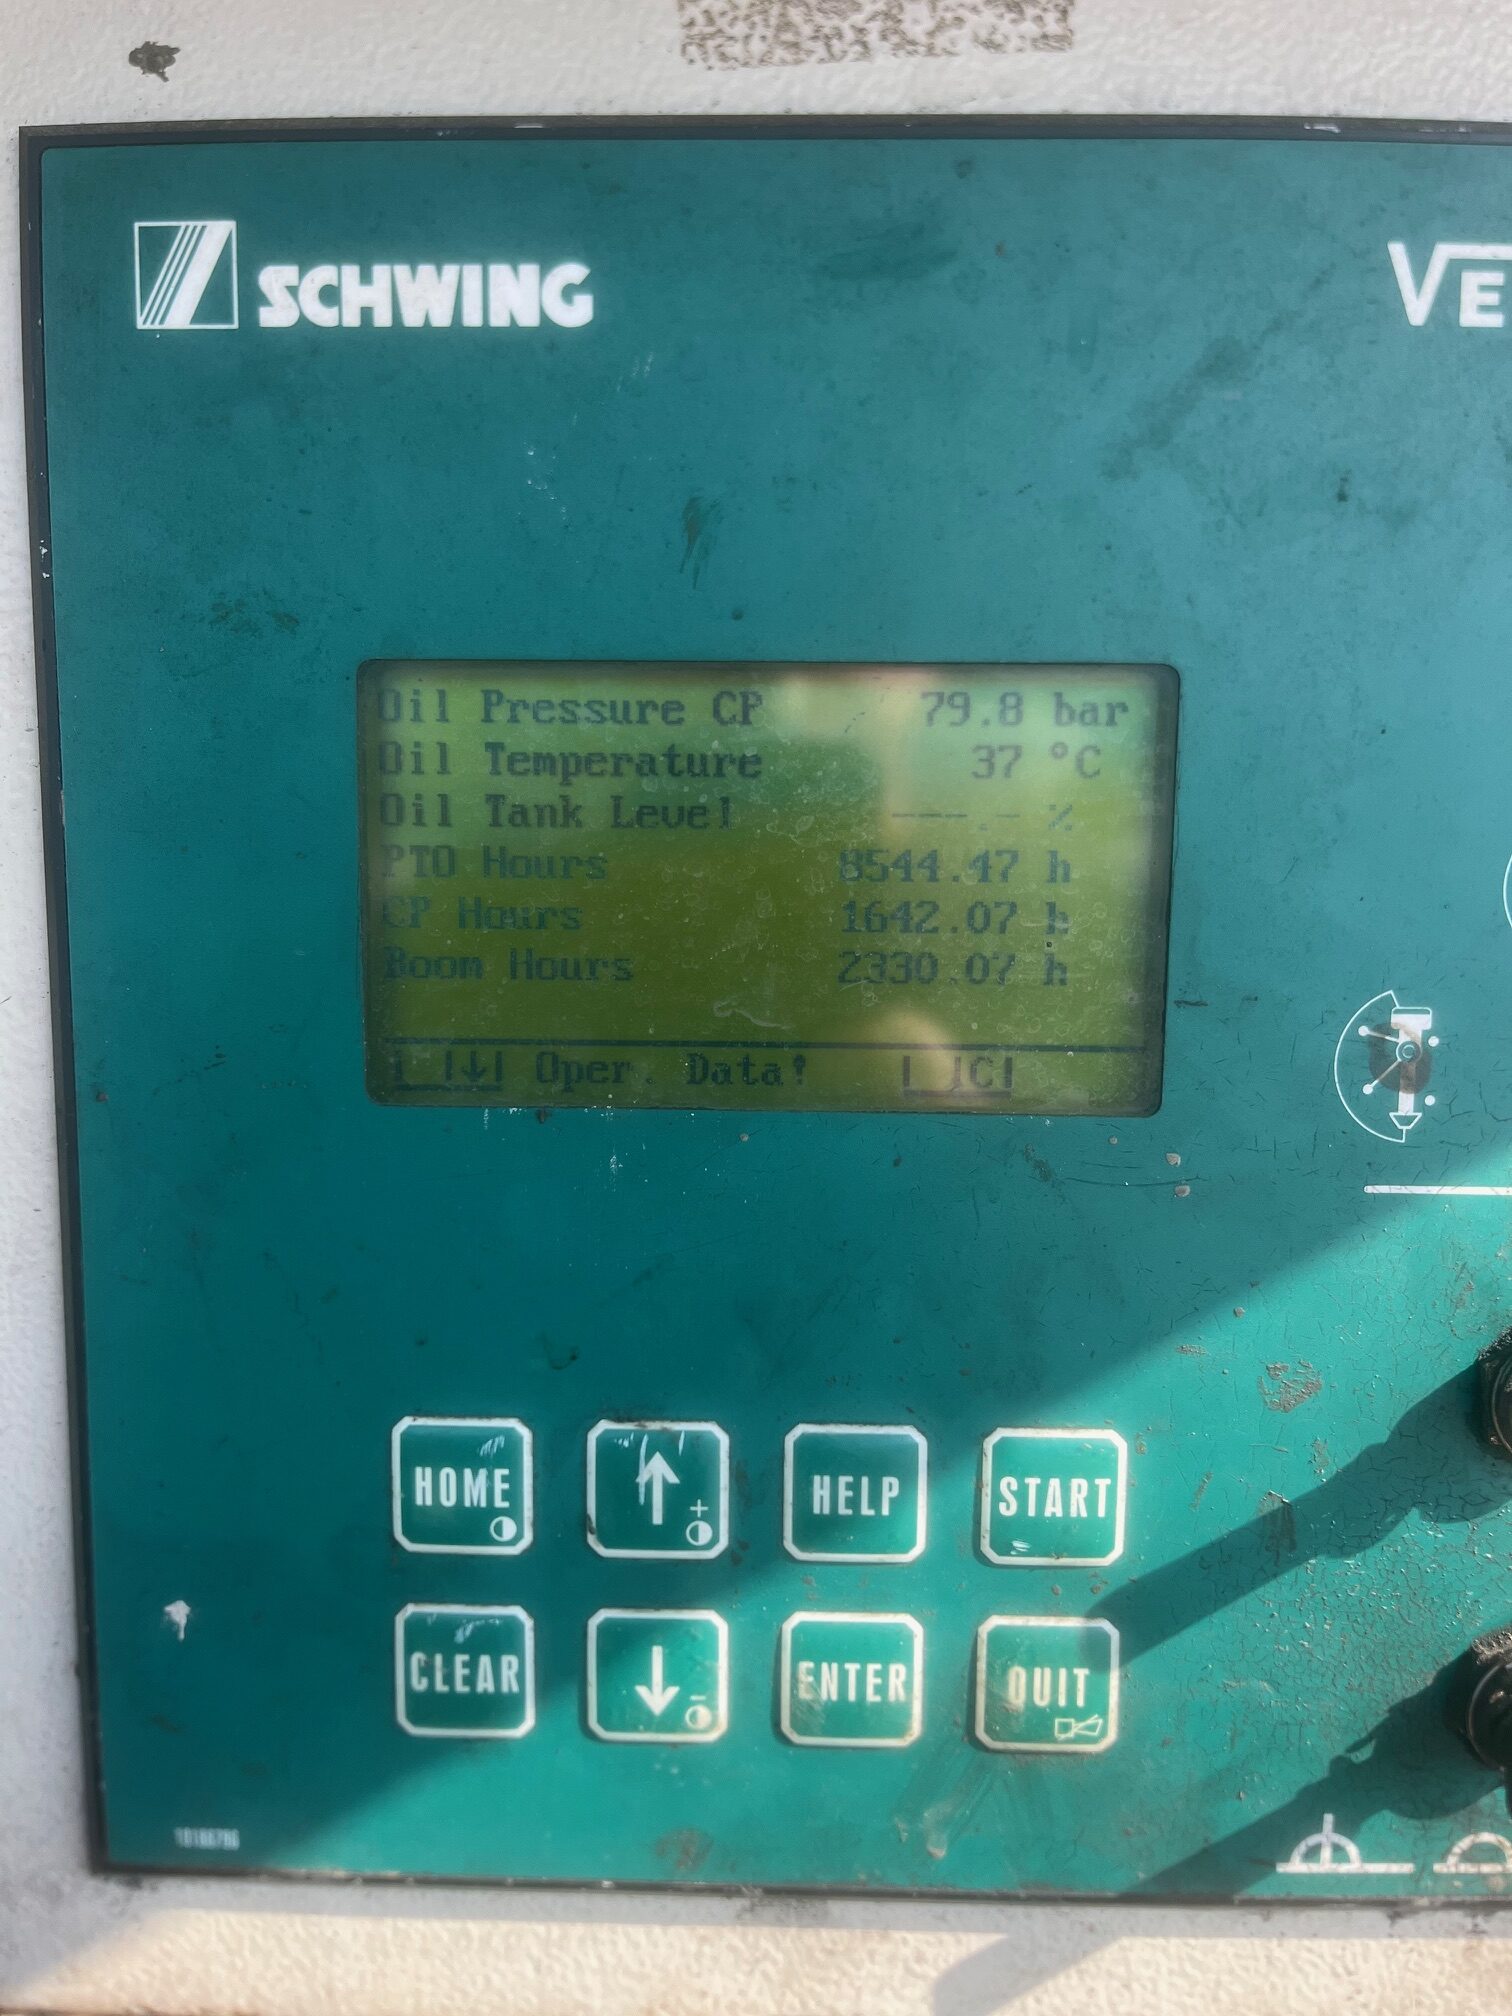 SCHWING
VE
Oil Pressure CP 79.8 bar
Oil Temperature 37 °C
Oil Tank Level ---.- %
PTO Hours 8544.47 h
CP Hours 1642.07 h
Boom Hours 2330.07 h
i |↓| Oper. Data! | |C|
HOME ↑ + HELP START
CLEAR ↓ - ENTER QUIT